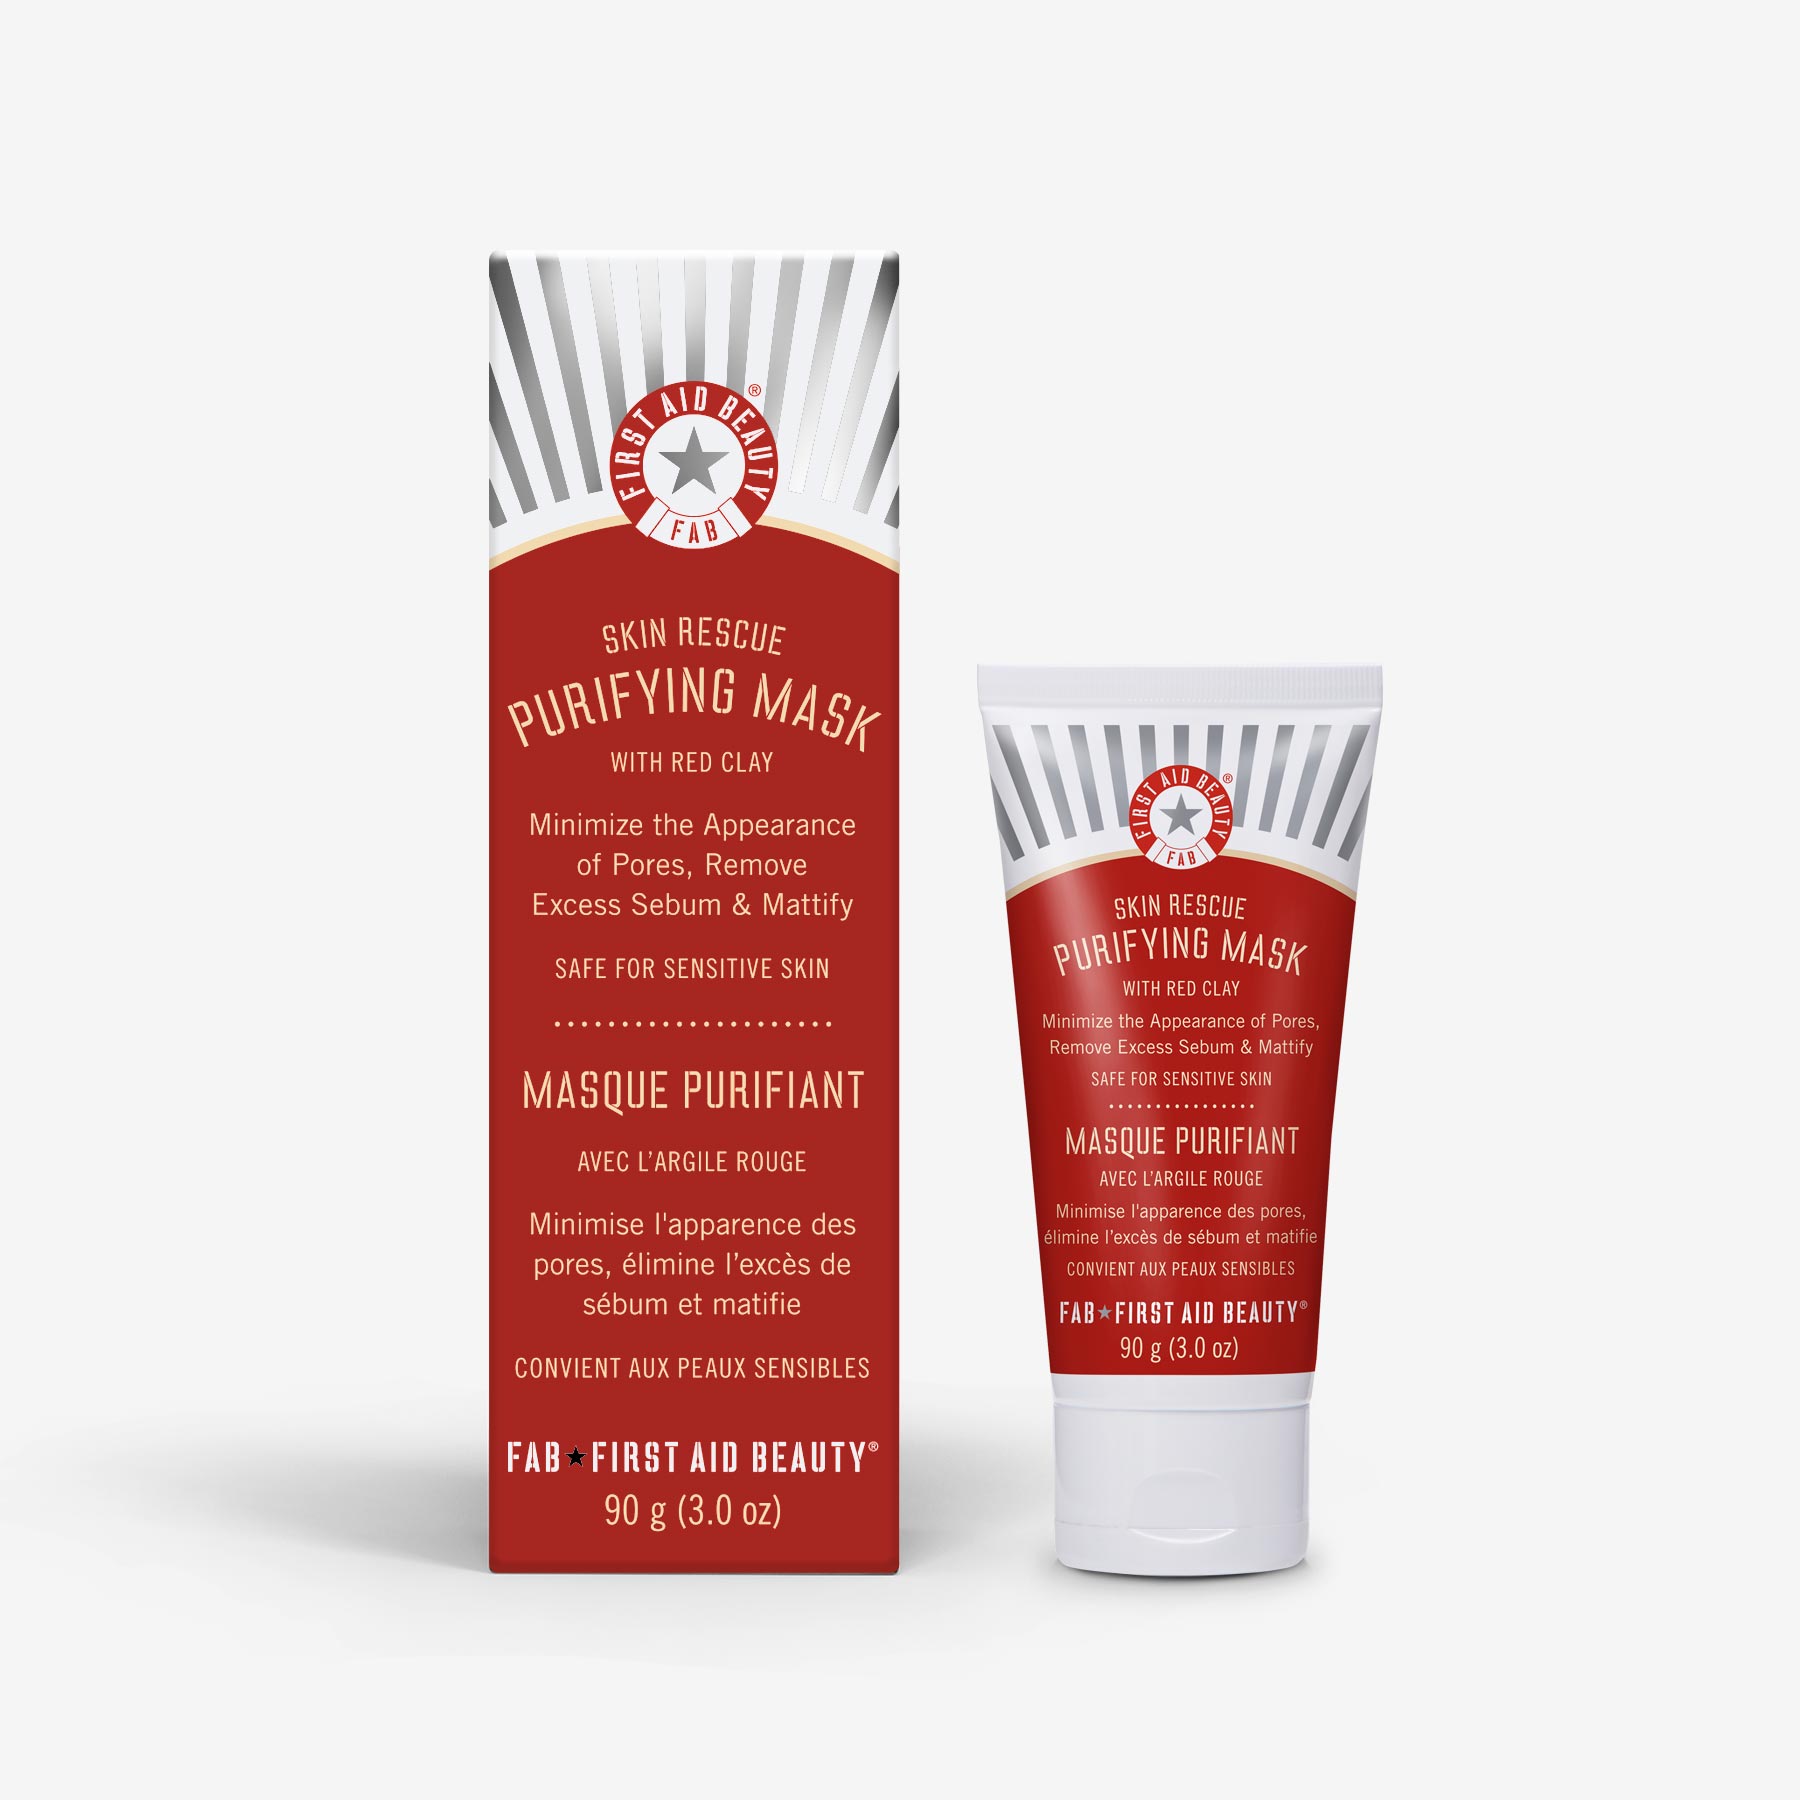 FIRST AID BEAUTY®
FAB
SKIN RESCUE
PURIFYING MASK
WITH RED CLAY
Minimize the Appearance
of Pores, Remove
Excess Sebum & Mattify
SAFE FOR SENSITIVE SKIN
MASQUE PURIFIANT
AVEC L’ARGILE ROUGE
Minimise l'apparence des
pores, élimine l’excès de
sébum et matifie
CONVIENT AUX PEAUX SENSIBLES
FAB★FIRST AID BEAUTY®
90 g (3.0 oz)
FIRST AID BEAUTY®
FAB
SKIN RESCUE
PURIFYING MASK
WITH RED CLAY
Minimize the Appearance of Pores,
Remove Excess Sebum & Mattify
SAFE FOR SENSITIVE SKIN
MASQUE PURIFIANT
AVEC L’ARGILE ROUGE
Minimise l'apparence des pores,
élimine l’excès de sébum et matifie
CONVIENT AUX PEAUX SENSIBLES
FAB★FIRST AID BEAUTY®
90 g (3.0 oz)